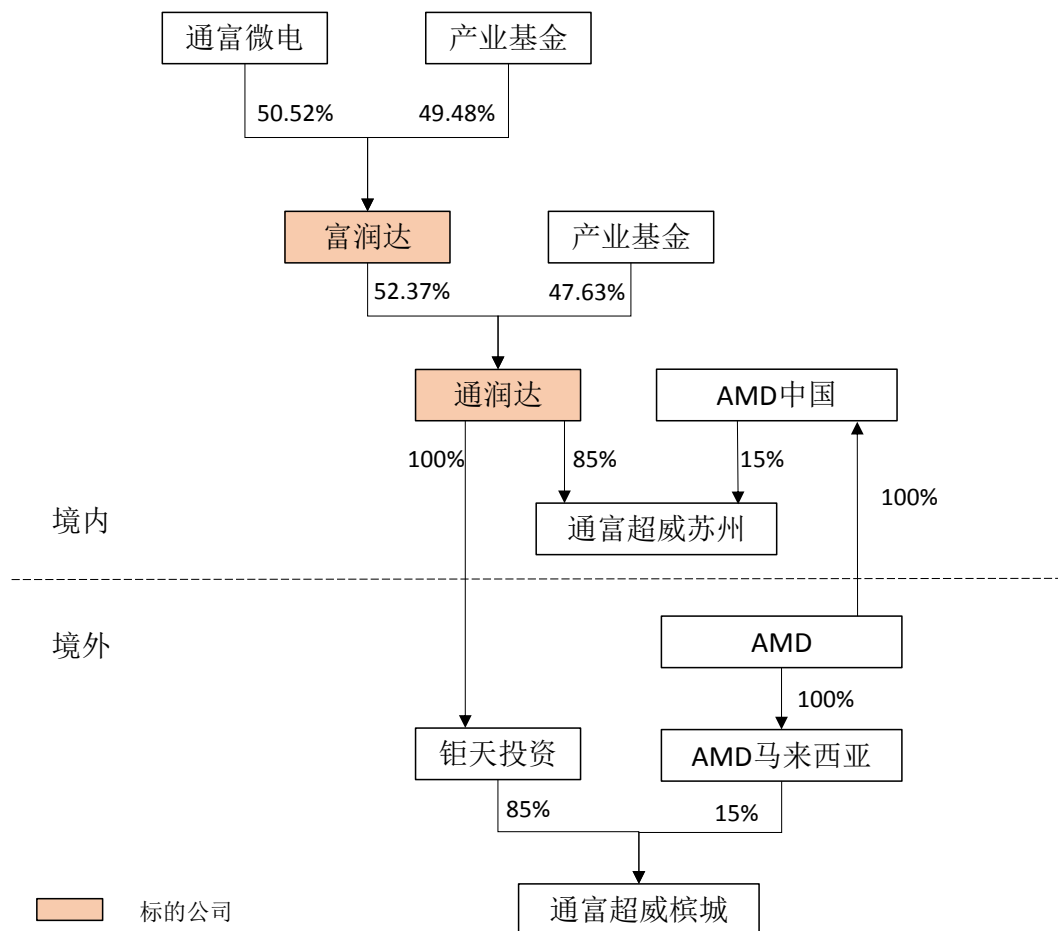 通富微电
产业基金
50.52%
49.48%
富润达
产业基金
52.37%
47.63%
通润达
AMD中国
100%
85%
15%
100%
通富超威苏州
境内
境外
AMD
100%
钜天投资
AMD马来西亚
85%
15%
通富超威槟城
标的公司